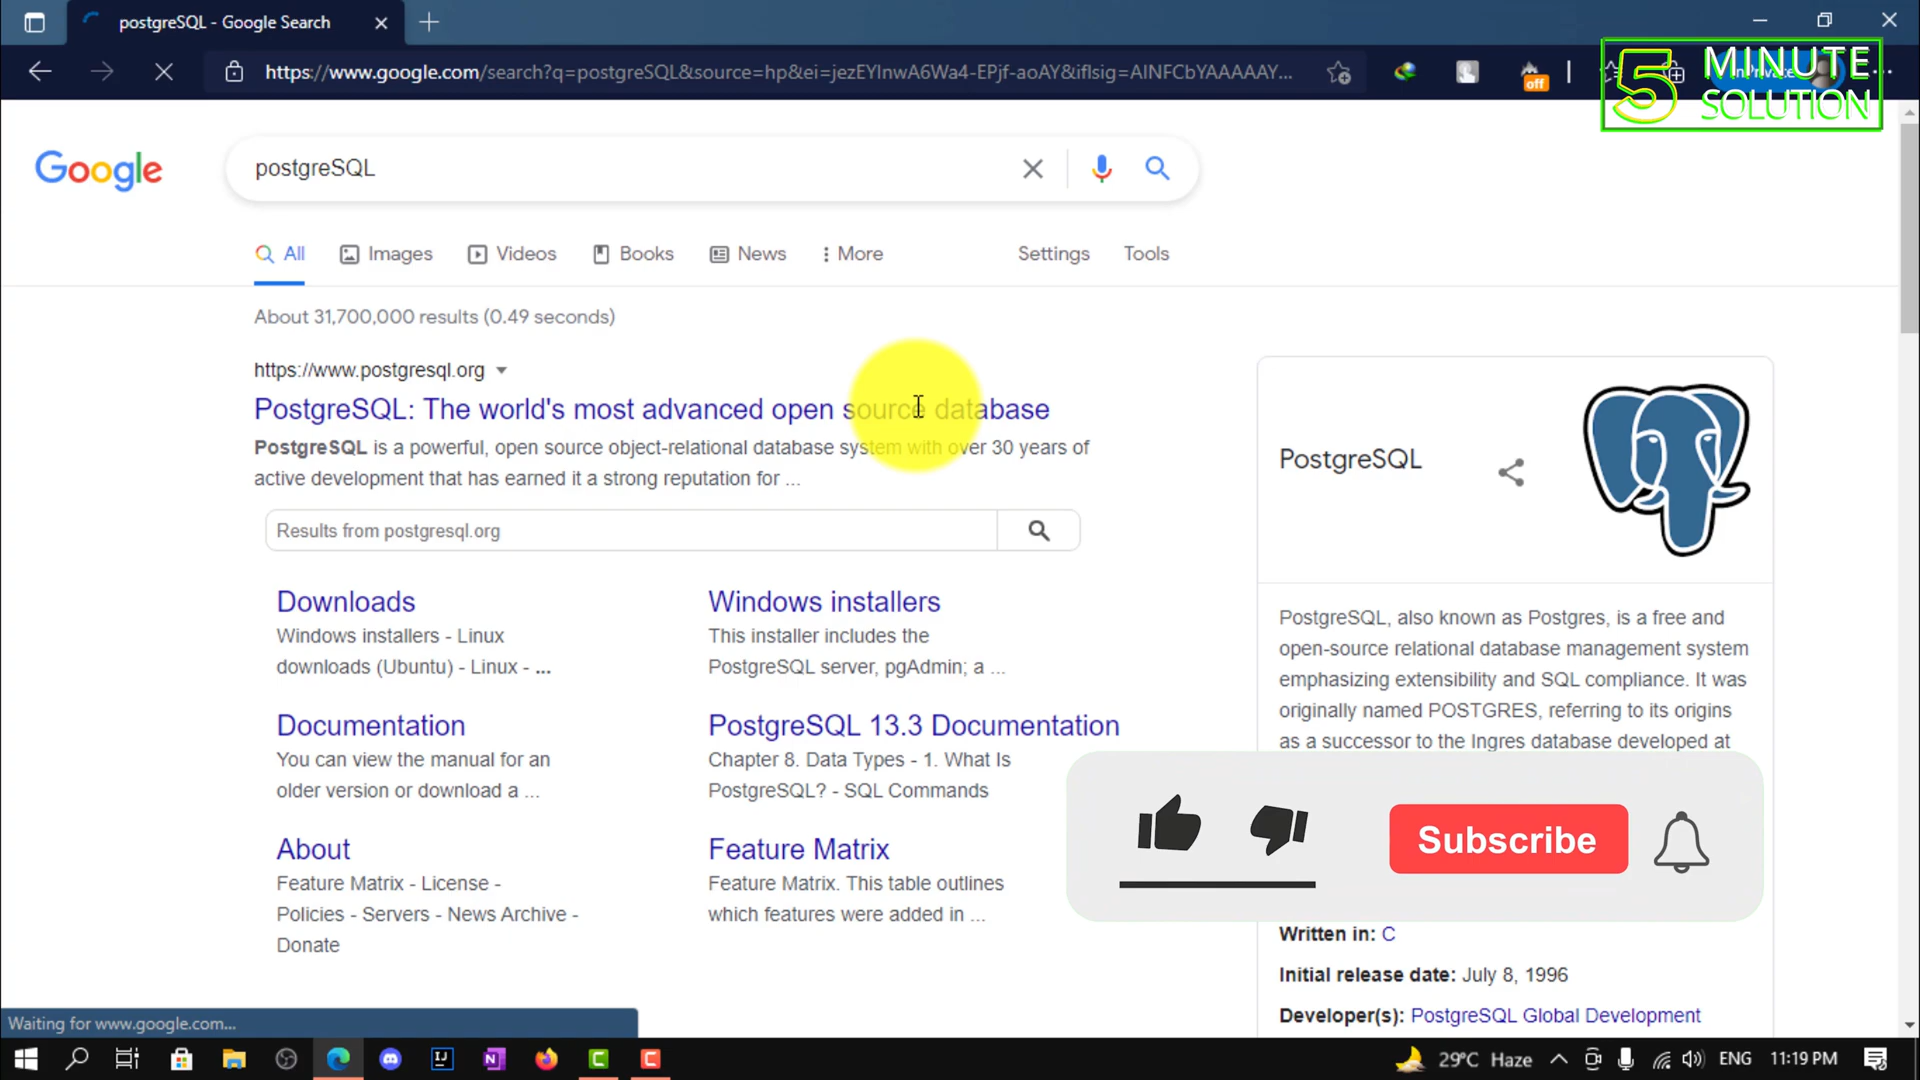 postgreSQL - Google Search
https://www.google.com/search?q=postgreSQL&source=hp&ei=jezEYInwA6Wa4-EPjf-aoAY&iflsig=AINFCbYAAAAAY...
off
5 MINUTE
SOLUTION
Google
postgreSQL
All
Images
Videos
Books
News
More
Settings
Tools
About 31,700,000 results (0.49 seconds)
https://www.postgresql.org
PostgreSQL: The world's most advanced open source database
PostgreSQL is a powerful, open source object-relational database system with over 30 years of
active development that has earned it a strong reputation for ...
Results from postgresql.org
Downloads
Windows installers - Linux
downloads (Ubuntu) - Linux - ...
Windows installers
This installer includes the
PostgreSQL server, pgAdmin; a ...
Documentation
You can view the manual for an
older version or download a ...
PostgreSQL 13.3 Documentation
Chapter 8. Data Types - 1. What Is
PostgreSQL? - SQL Commands
About
Feature Matrix - License -
Policies - Servers - News Archive -
Donate
Feature Matrix
Feature Matrix. This table outlines
which features were added in ...
PostgreSQL
PostgreSQL, also known as Postgres, is a free and
open-source relational database management system
emphasizing extensibility and SQL compliance. It was
originally named POSTGRES, referring to its origins
as a successor to the Ingres database developed at
Subscribe
Written in: C
Initial release date: July 8, 1996
Developer(s): PostgreSQL Global Development
Waiting for www.google.com...
29°C Haze
ENG
11:19 PM